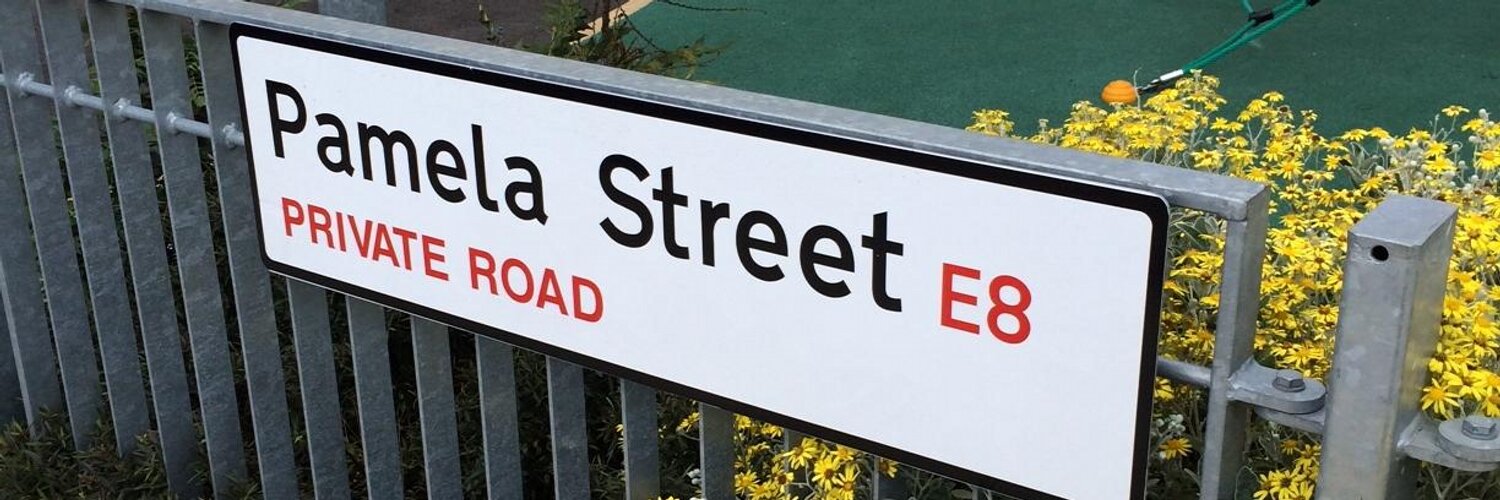 Pamela Street E8
PRIVATE ROAD